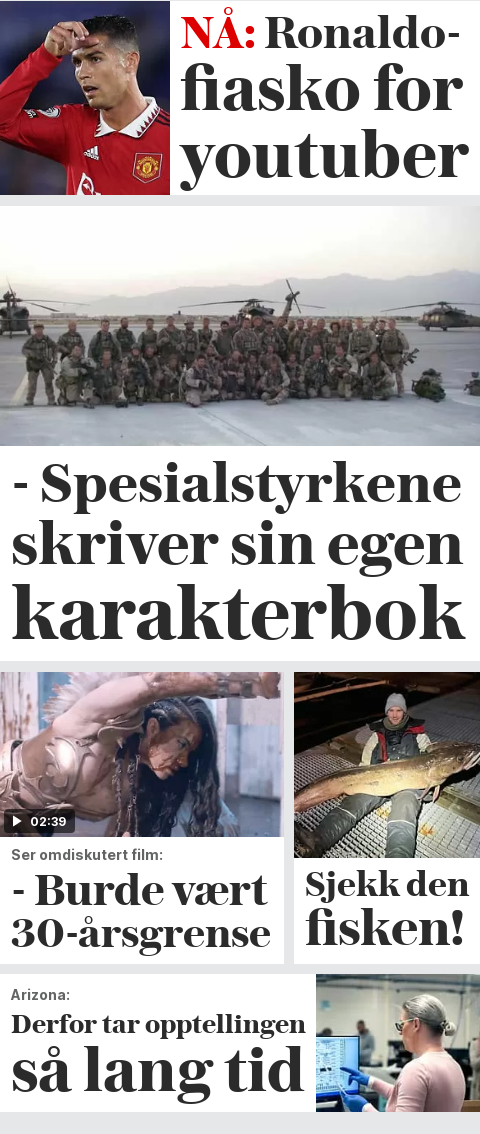 NÅ: Ronaldo-
fiasko for
youtuber
- Spesialstyrkene
skriver sin egen
karakterbok
02:39
Ser omdiskutert film:
- Burde vært
30-årsgrense
Sjekk den
fisken!
Arizona:
Derfor tar opptellingen
så lang tid